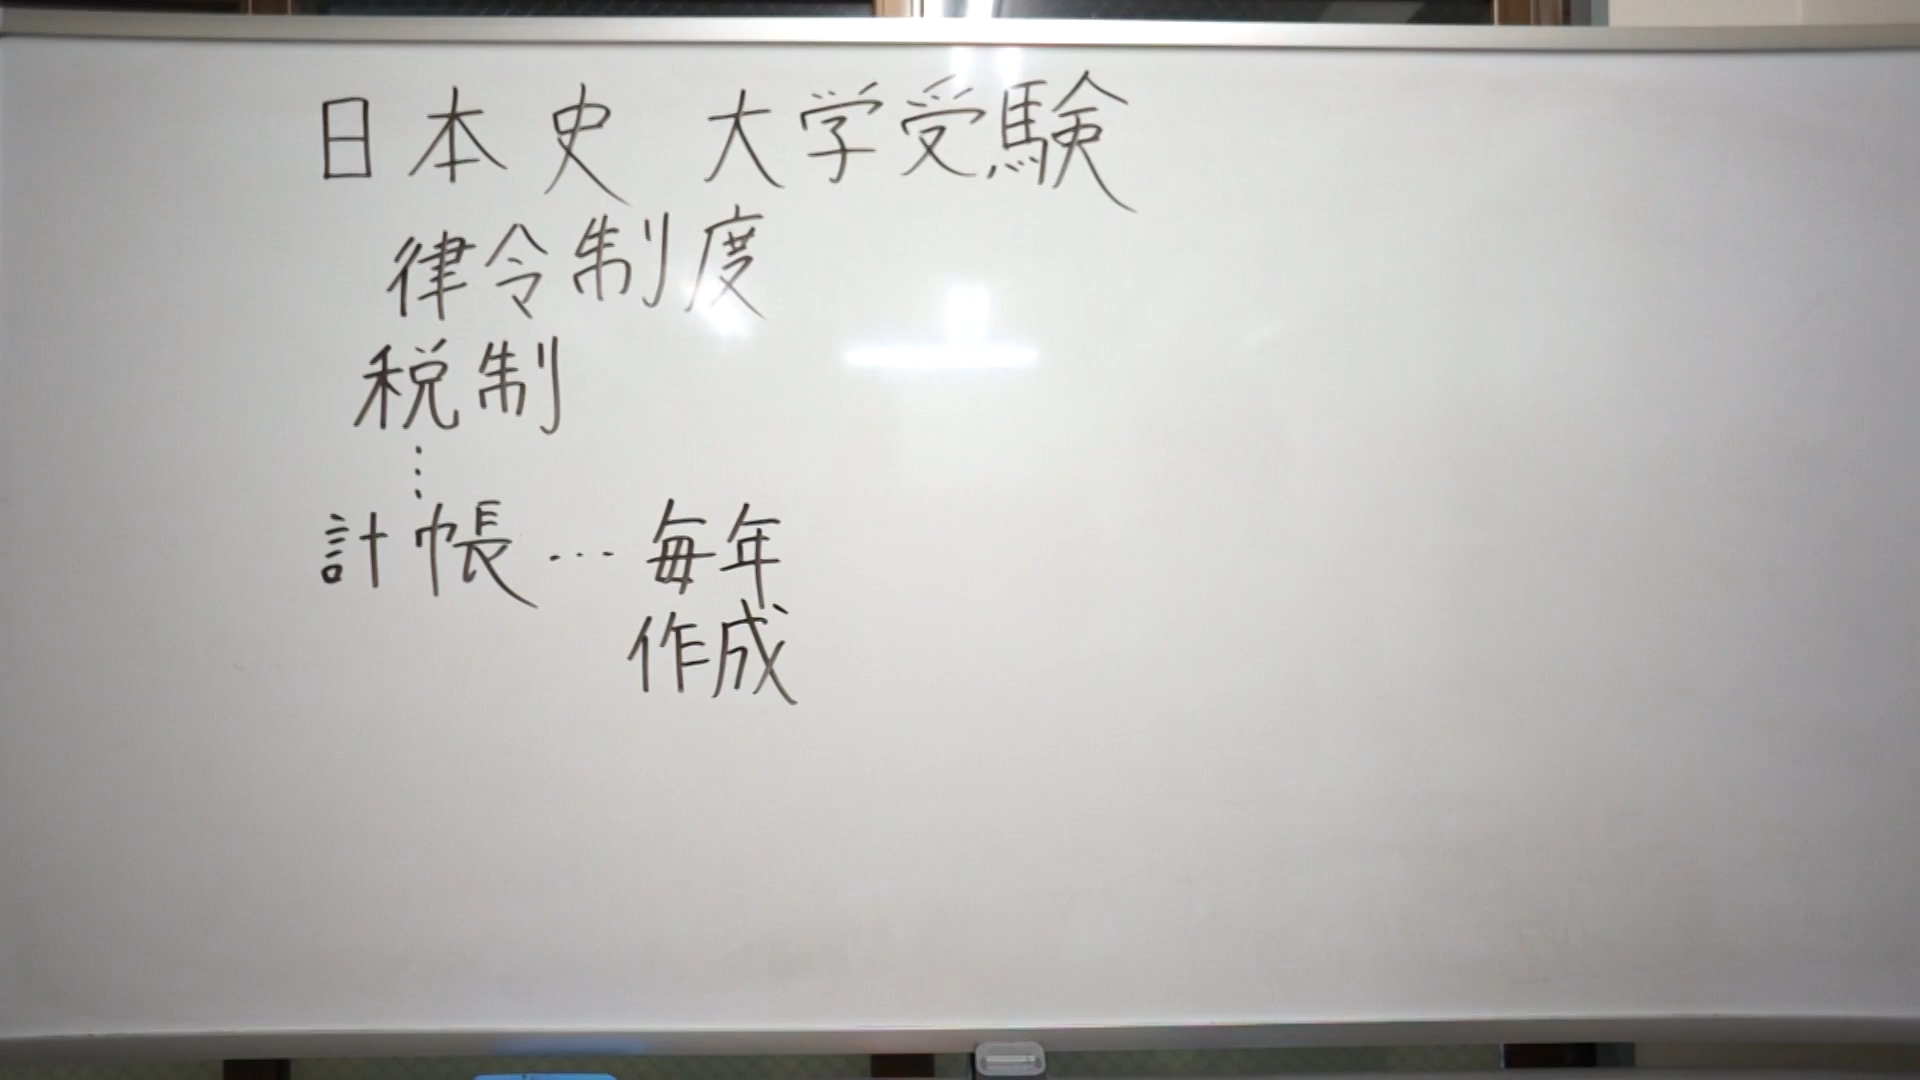 日本史 大学受験
律令制度
税制
⋮
計帳…毎年
作成